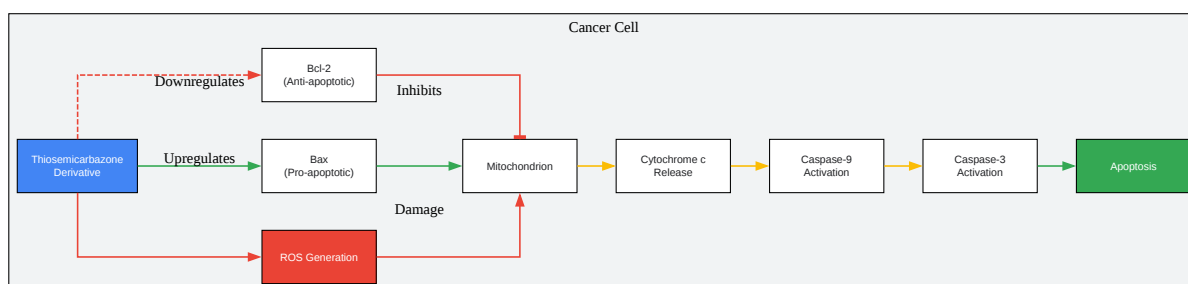 Cancer Cell
Bcl-2
(Anti-apoptotic)
Downregulates
Inhibits
Thiosemicarbazone
Derivative
Upregulates
Bax
(Pro-apoptotic)
Mitochondrion
Cytochrome c
Release
Caspase-9
Activation
Caspase-3
Activation
Apoptosis
Damage
ROS Generation